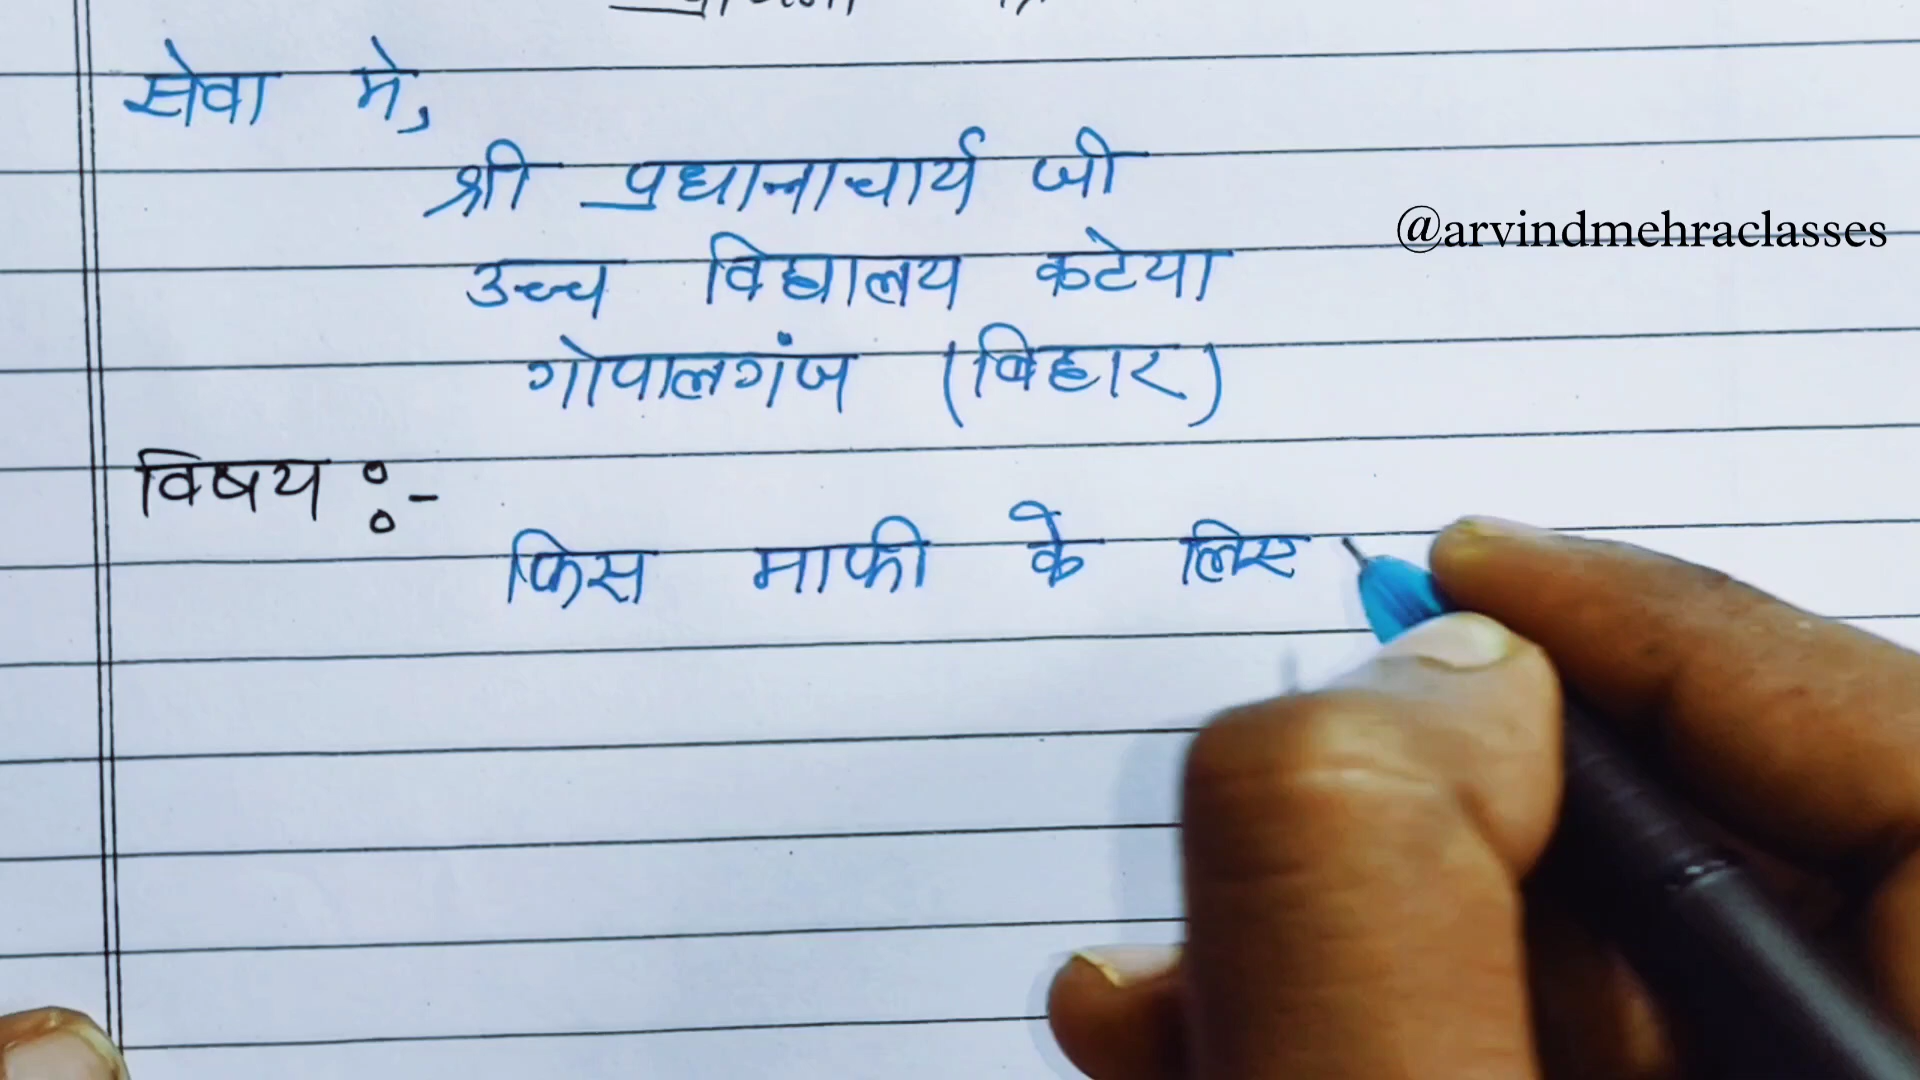 सेवा मे,
श्री प्रधानाचार्य जी
@arvindmehraclasses
उच्च विद्यालय कटेया
गोपालगंज (बिहार)
विषय :-
फिस माफी के लिए